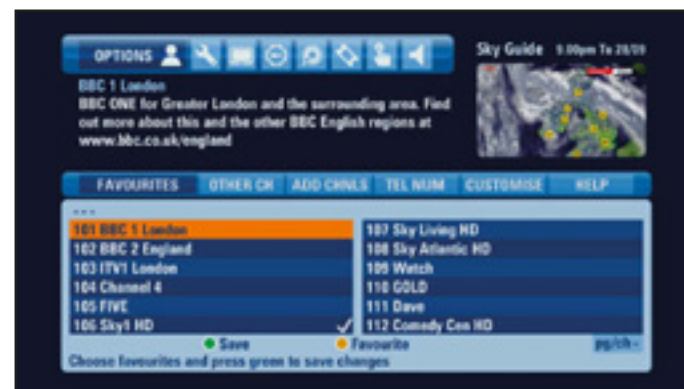 OPTIONS
Sky Guide 9.00pm Tu 28/09
BBC 1 London
BBC ONE for Greater London and the surrounding area. Find
out more about this and the other BBC English regions at
www.bbc.co.uk/england
FAVOURITES OTHER CH ADD CHNLS TEL NUM CUSTOMISE HELP
---
101 BBC 1 London
102 BBC 2 England
103 ITV1 London
104 Channel 4
105 FIVE
106 Sky1 HD
107 Sky Living HD
108 Sky Atlantic HD
109 Watch
110 GOLD
111 Dave
112 Comedy Cen HD
Save Favourite pg/ch-
Choose favourites and press green to save changes